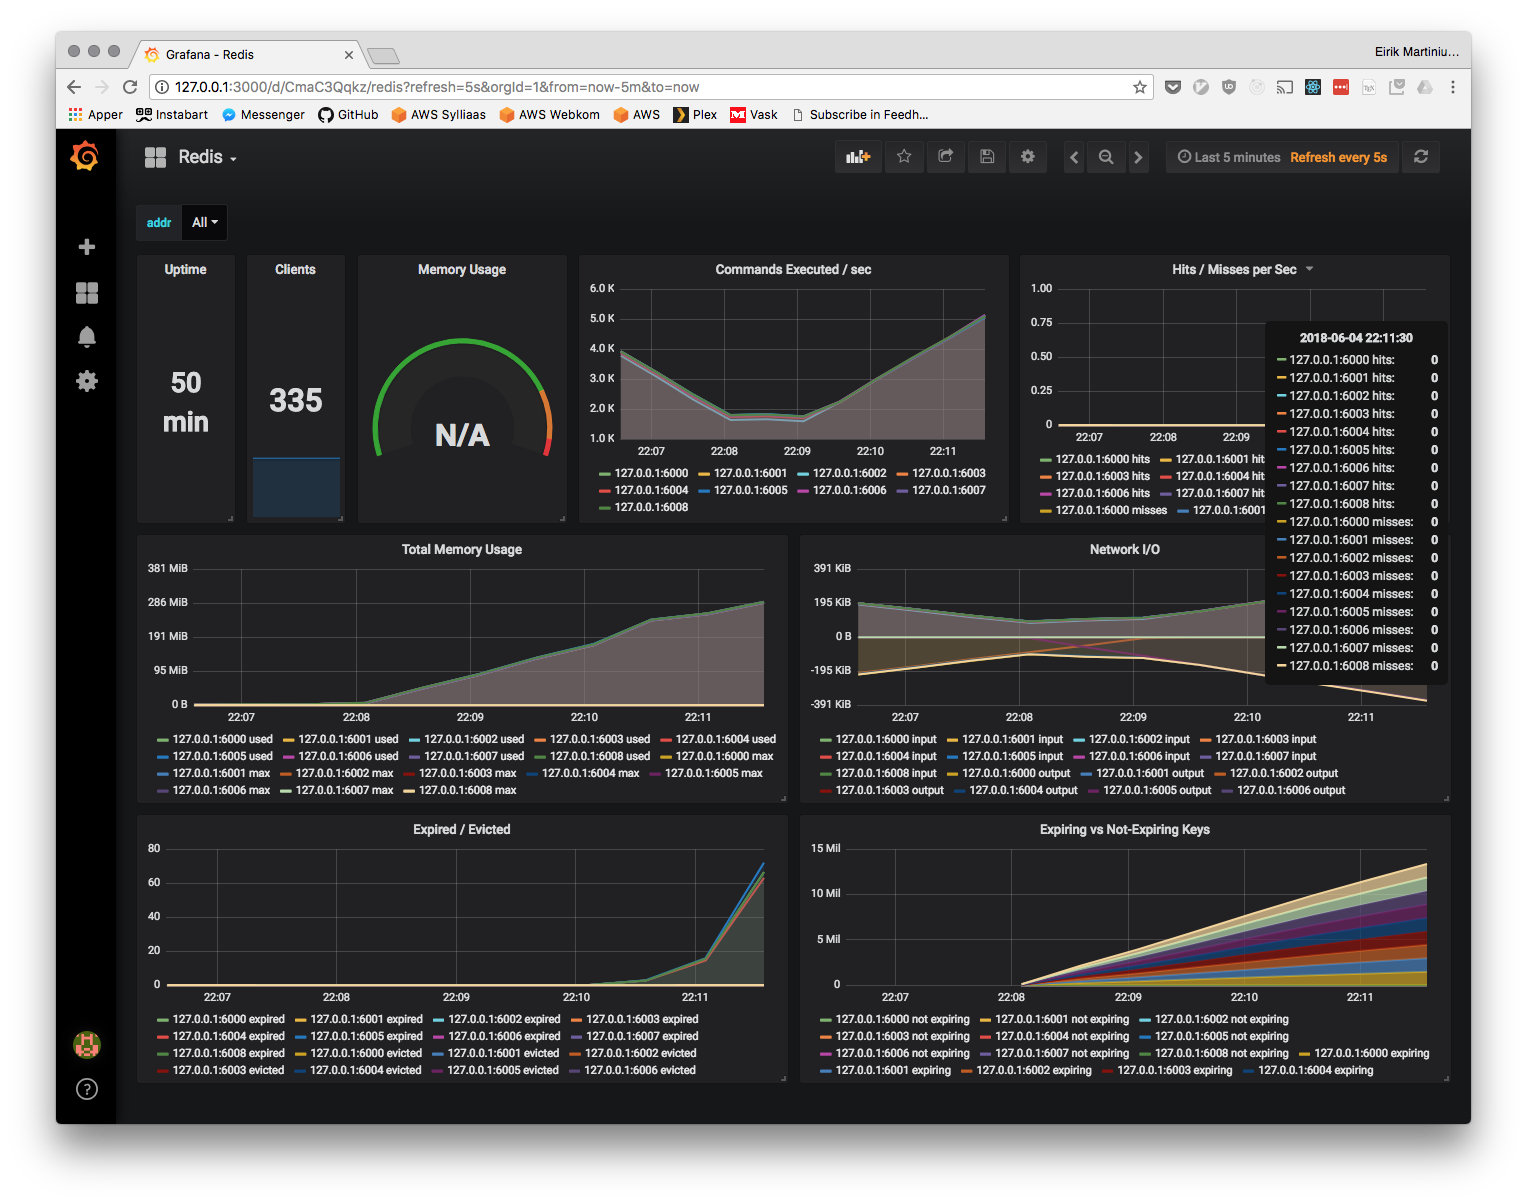 Grafana - Redis
Eirik Martiniu...
127.0.0.1:3000/d/CmaC3Qqkz/redis?refresh=5s&orgId=1&from=now-5m&to=now
Apper Instabart Messenger GitHub AWS Sylliaas AWS Webkom AWS Plex Vask Subscribe in Feedh...
Redis
Last 5 minutes Refresh every 5s
addr All
Uptime
50
min
Clients
335
Memory Usage
N/A
Commands Executed / sec
6.0 K
5.0 K
4.0 K
3.0 K
2.0 K
1.0 K
22:07 22:08 22:09 22:10 22:11
127.0.0.1:6000 127.0.0.1:6001 127.0.0.1:6002 127.0.0.1:6003
127.0.0.1:6004 127.0.0.1:6005 127.0.0.1:6006 127.0.0.1:6007
127.0.0.1:6008
Hits / Misses per Sec
1.00
0.75
0.50
0.25
0
22:07 22:08 22:09
127.0.0.1:6000 hits 127.0.0.1:6001 hit
127.0.0.1:6003 hits 127.0.0.1:6004 hit
127.0.0.1:6006 hits 127.0.0.1:6007 hit
127.0.0.1:6000 misses 127.0.0.1:6001
2018-06-04 22:11:30
127.0.0.1:6000 hits: 0
127.0.0.1:6001 hits: 0
127.0.0.1:6002 hits: 0
127.0.0.1:6003 hits: 0
127.0.0.1:6004 hits: 0
127.0.0.1:6005 hits: 0
127.0.0.1:6006 hits: 0
127.0.0.1:6007 hits: 0
127.0.0.1:6008 hits: 0
127.0.0.1:6000 misses: 0
127.0.0.1:6001 misses: 0
127.0.0.1:6002 misses: 0
127.0.0.1:6003 misses: 0
127.0.0.1:6004 misses: 0
127.0.0.1:6005 misses: 0
127.0.0.1:6006 misses: 0
127.0.0.1:6007 misses: 0
127.0.0.1:6008 misses: 0
Total Memory Usage
381 MiB
286 MiB
191 MiB
95 MiB
0 B
22:07 22:08 22:09 22:10 22:11
127.0.0.1:6000 used 127.0.0.1:6001 used 127.0.0.1:6002 used 127.0.0.1:6003 used 127.0.0.1:6004 used
127.0.0.1:6005 used 127.0.0.1:6006 used 127.0.0.1:6007 used 127.0.0.1:6008 used 127.0.0.1:6000 max
127.0.0.1:6001 max 127.0.0.1:6002 max 127.0.0.1:6003 max 127.0.0.1:6004 max 127.0.0.1:6005 max
127.0.0.1:6006 max 127.0.0.1:6007 max 127.0.0.1:6008 max
Network I/O
391 KiB
195 KiB
0 B
-195 KiB
-391 KiB
22:07 22:08 22:09 22:10 22:11
127.0.0.1:6000 input 127.0.0.1:6001 input 127.0.0.1:6002 input 127.0.0.1:6003 input
127.0.0.1:6004 input 127.0.0.1:6005 input 127.0.0.1:6006 input 127.0.0.1:6007 input
127.0.0.1:6008 input 127.0.0.1:6000 output 127.0.0.1:6001 output 127.0.0.1:6002 output
127.0.0.1:6003 output 127.0.0.1:6004 output 127.0.0.1:6005 output 127.0.0.1:6006 output
Expired / Evicted
80
60
40
20
0
22:07 22:08 22:09 22:10 22:11
127.0.0.1:6000 expired 127.0.0.1:6001 expired 127.0.0.1:6002 expired 127.0.0.1:6003 expired
127.0.0.1:6004 expired 127.0.0.1:6005 expired 127.0.0.1:6006 expired 127.0.0.1:6007 expired
127.0.0.1:6008 expired 127.0.0.1:6000 evicted 127.0.0.1:6001 evicted 127.0.0.1:6002 evicted
127.0.0.1:6003 evicted 127.0.0.1:6004 evicted 127.0.0.1:6005 evicted 127.0.0.1:6006 evicted
Expiring vs Not-Expiring Keys
15 Mil
10 Mil
5 Mil
0
22:07 22:08 22:09 22:10 22:11
127.0.0.1:6000 not expiring 127.0.0.1:6001 not expiring 127.0.0.1:6002 not expiring
127.0.0.1:6003 not expiring 127.0.0.1:6004 not expiring 127.0.0.1:6005 not expiring
127.0.0.1:6006 not expiring 127.0.0.1:6007 not expiring 127.0.0.1:6008 not expiring 127.0.0.1:6000 expiring
127.0.0.1:6001 expiring 127.0.0.1:6002 expiring 127.0.0.1:6003 expiring 127.0.0.1:6004 expiring